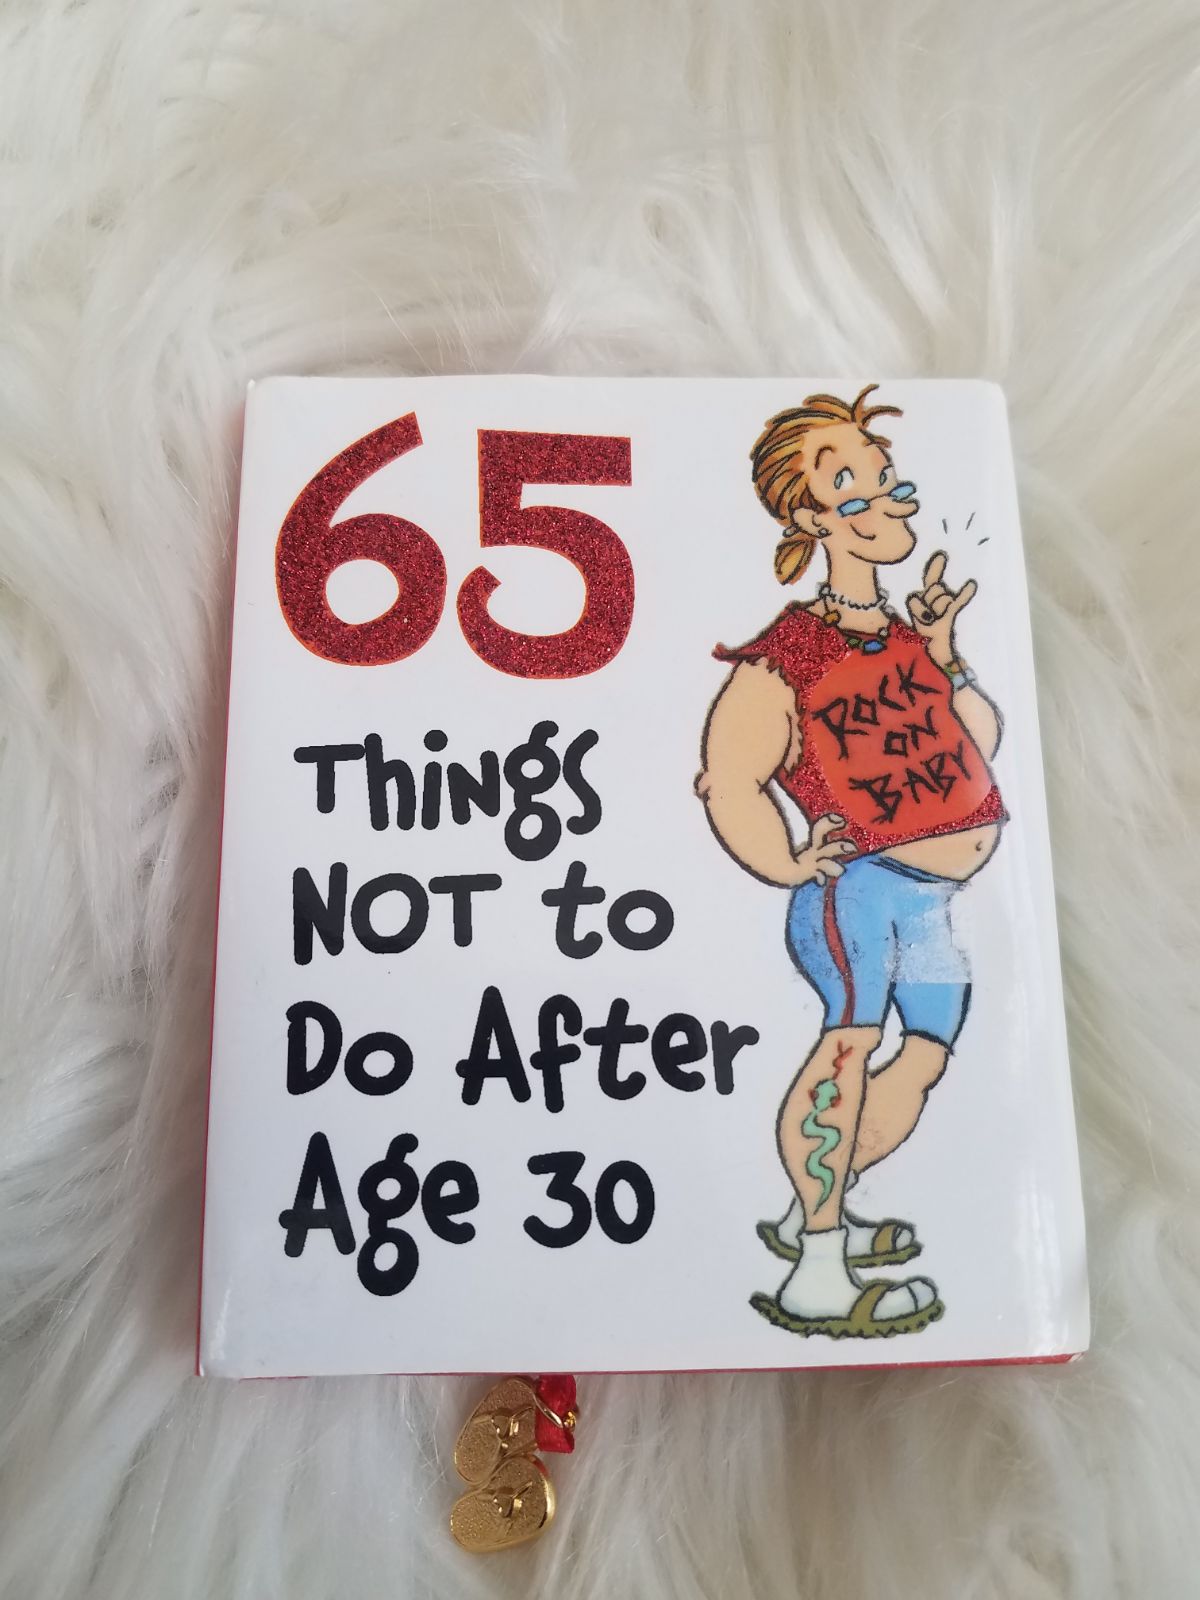 65
Things
NOT to
Do After
Age 30
ROCK
ON
BABY